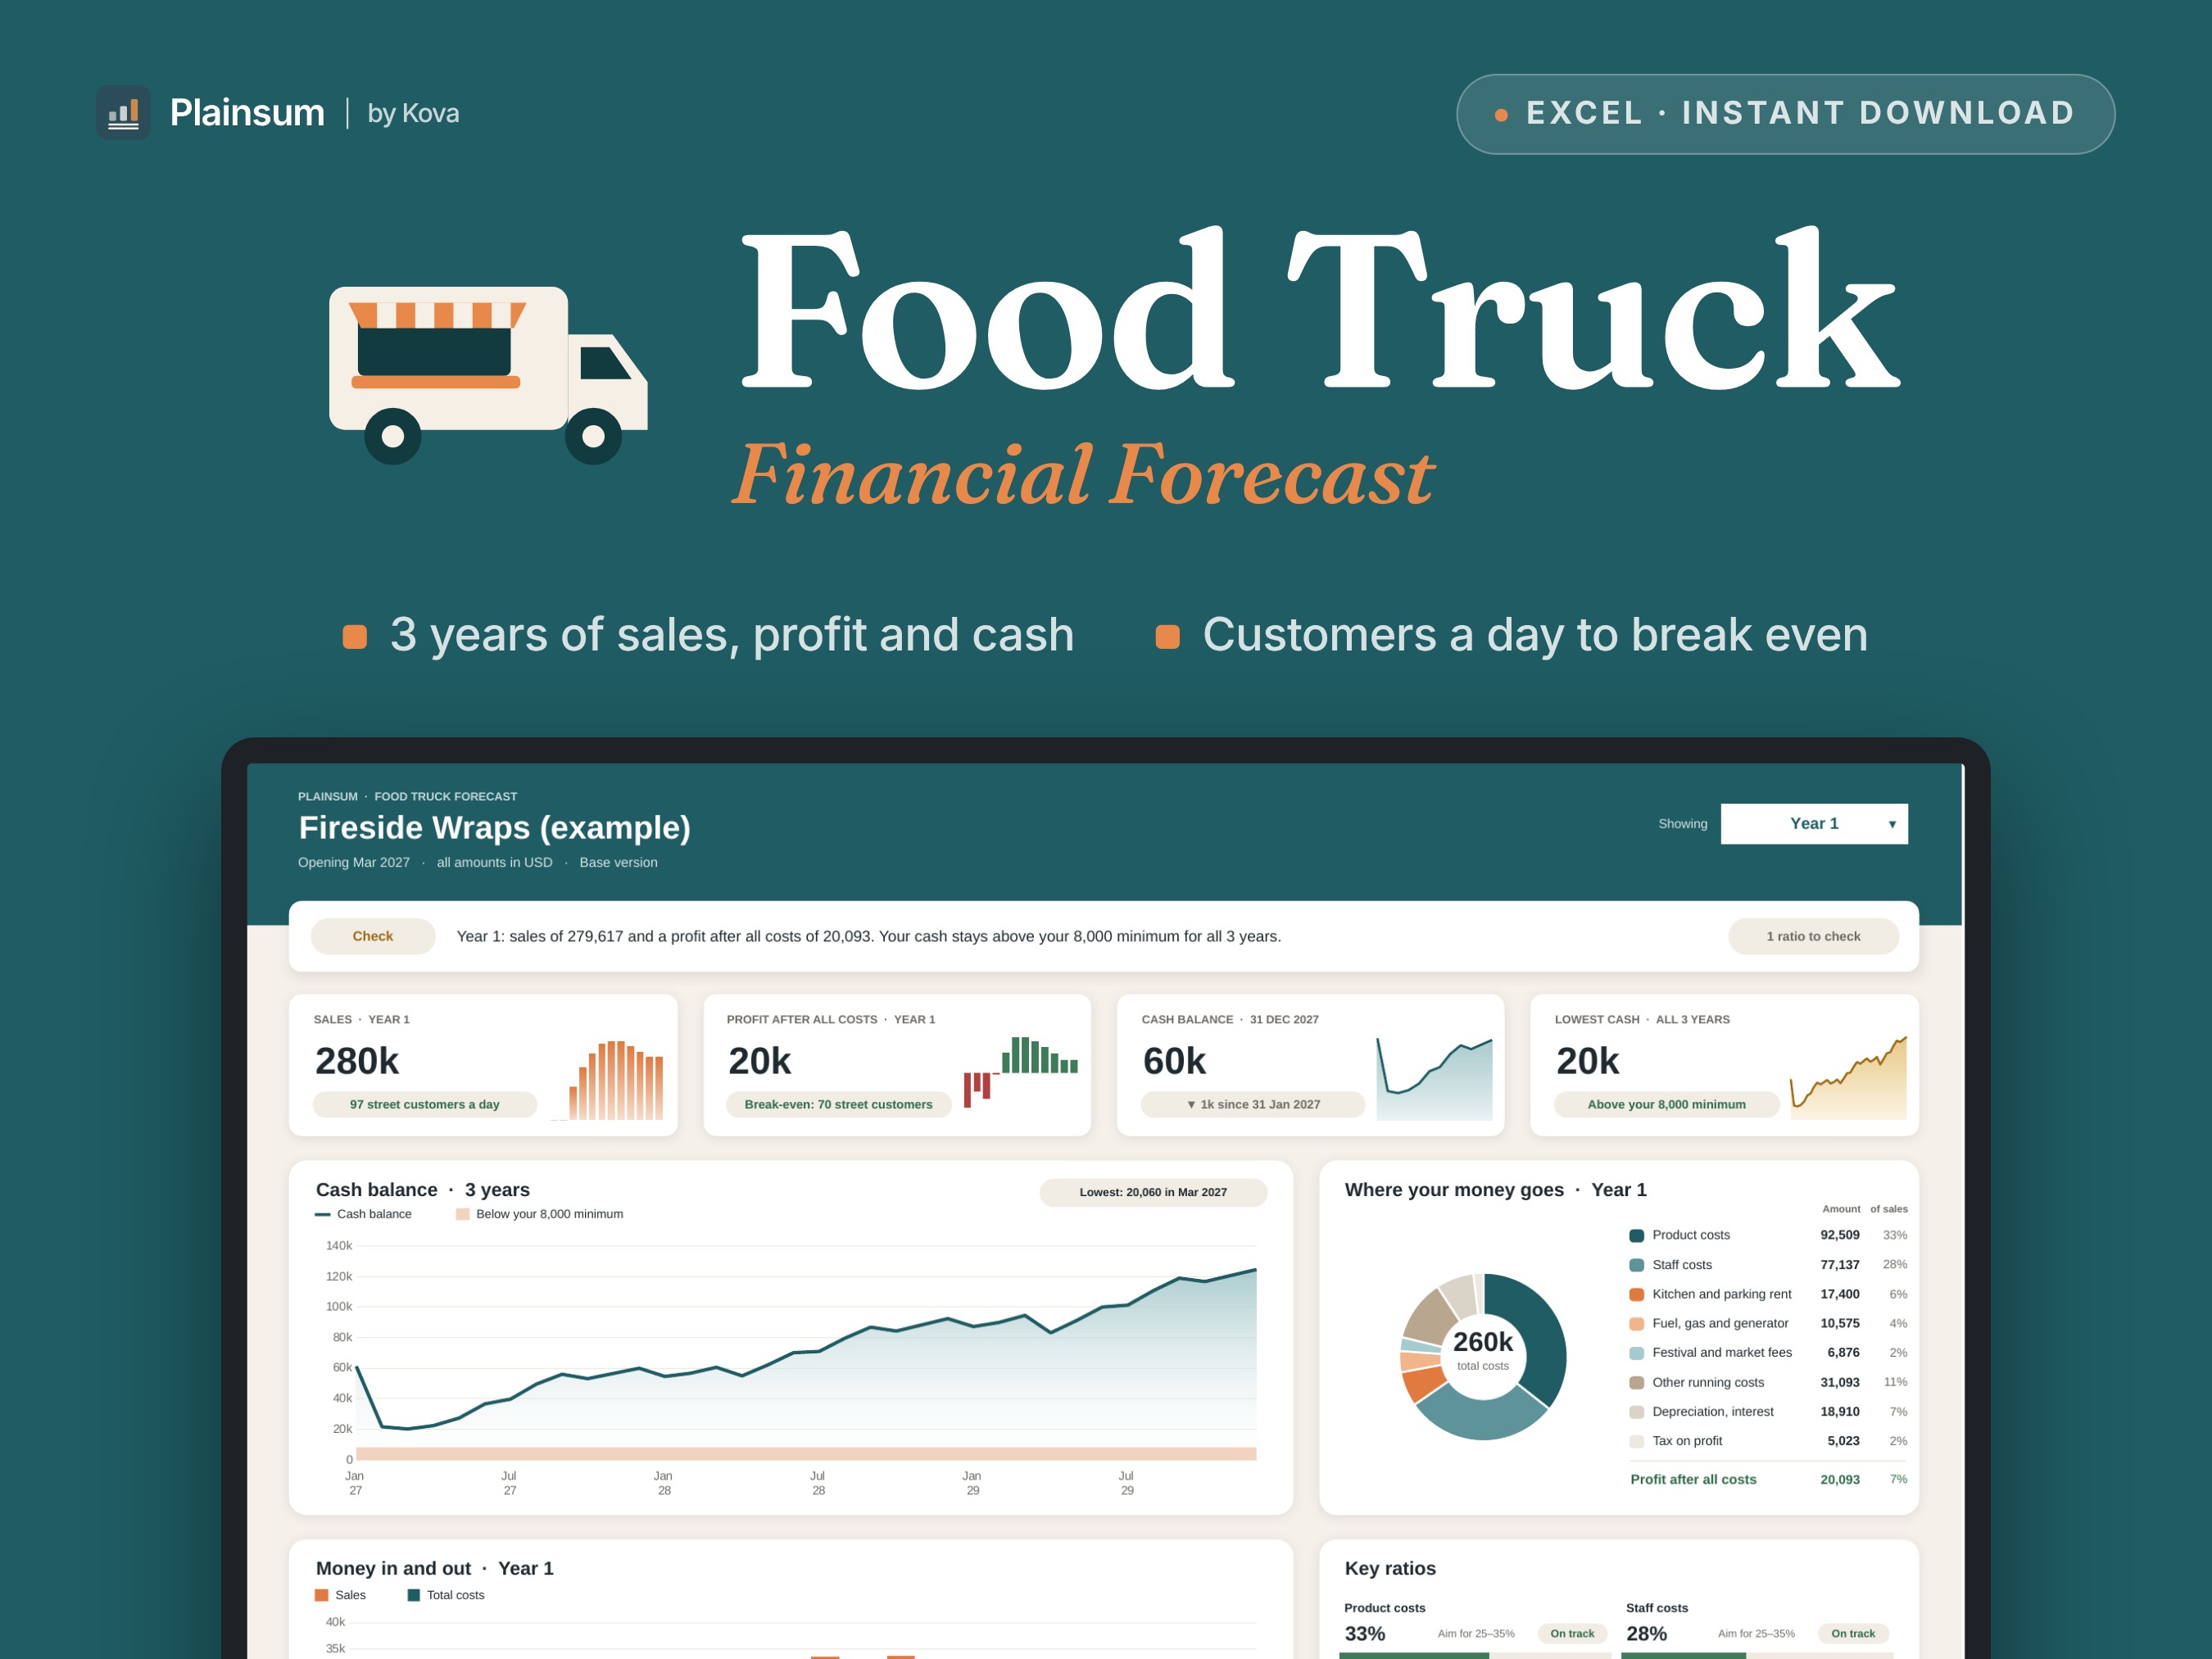 Plainsum | by Kova
EXCEL · INSTANT DOWNLOAD
Food Truck
Financial Forecast
3 years of sales, profit and cash
Customers a day to break even
PLAINSUM · FOOD TRUCK FORECAST
Fireside Wraps (example)
Opening Mar 2027 · all amounts in USD · Base version
Showing
Year 1 ▼
Check
Year 1: sales of 279,617 and a profit after all costs of 20,093. Your cash stays above your 8,000 minimum for all 3 years.
1 ratio to check
SALES · YEAR 1
280k
97 street customers a day
PROFIT AFTER ALL COSTS · YEAR 1
20k
Break-even: 70 street customers
CASH BALANCE · 31 DEC 2027
60k
▼ 1k since 31 Jan 2027
LOWEST CASH · ALL 3 YEARS
20k
Above your 8,000 minimum
Cash balance · 3 years
Lowest: 20,060 in Mar 2027
Cash balance
Below your 8,000 minimum
140k
120k
100k
80k
60k
40k
20k
0
Jan 27
Jul 27
Jan 28
Jul 28
Jan 29
Jul 29
Where your money goes · Year 1
Amount of sales
260k
total costs
Product costs 92,509 33%
Staff costs 77,137 28%
Kitchen and parking rent 17,400 6%
Fuel, gas and generator 10,575 4%
Festival and market fees 6,876 2%
Other running costs 31,093 11%
Depreciation, interest 18,910 7%
Tax on profit 5,023 2%
Profit after all costs 20,093 7%
Money in and out · Year 1
Sales
Total costs
40k
35k
Key ratios
Product costs
33% Aim for 25–35% On track
Staff costs
28% Aim for 25–35% On track